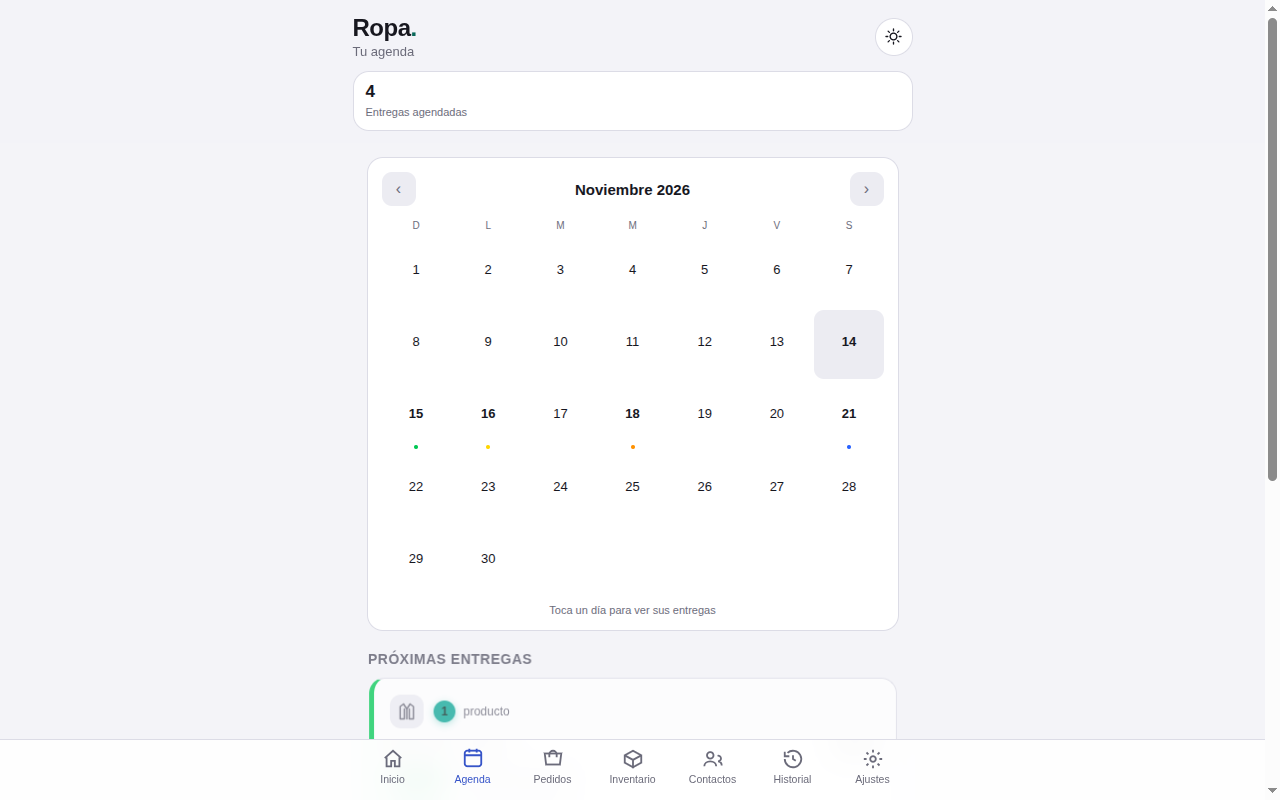 Ropa.
Tu agenda
4
Entregas agendadas
‹ Noviembre 2026 ›
D L M M J V S
1 2 3 4 5 6 7
8 9 10 11 12 13 14
15 16 17 18 19 20 21
22 23 24 25 26 27 28
29 30
Toca un día para ver sus entregas
PRÓXIMAS ENTREGAS
1 producto
Inicio Agenda Pedidos Inventario Contactos Historial Ajustes